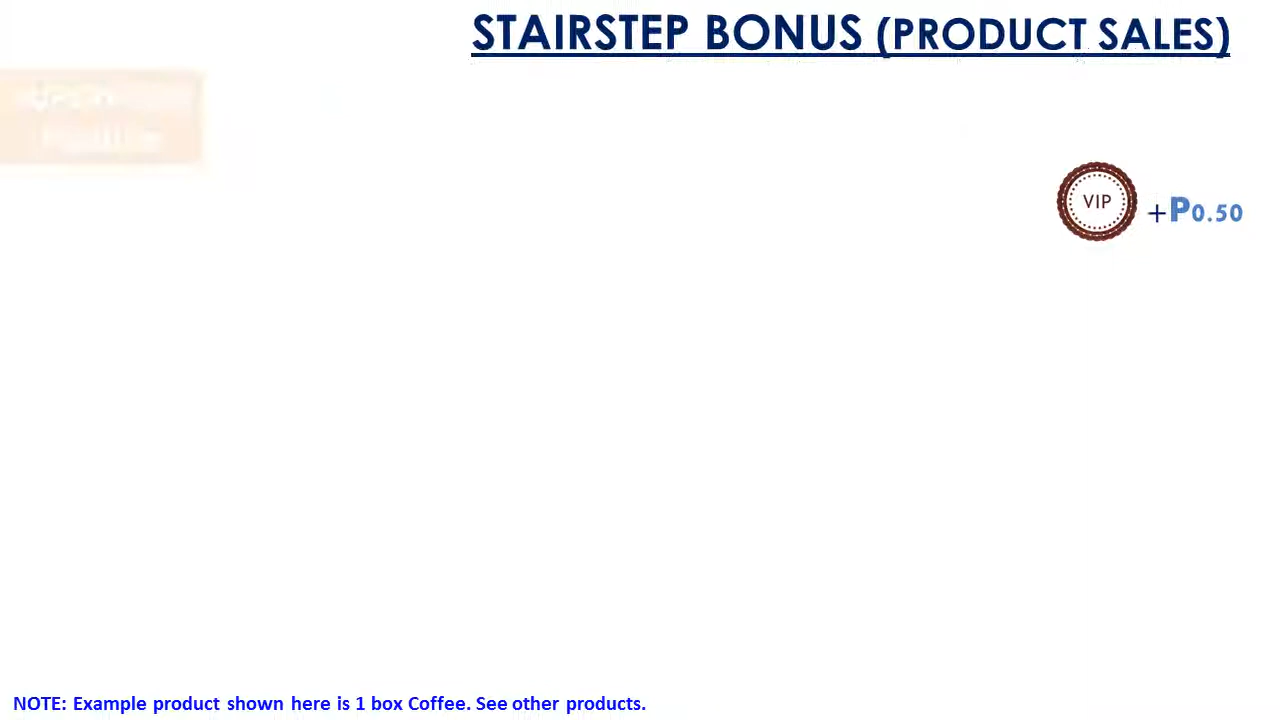 STAIRSTEP BONUS (PRODUCT SALES)
VIP
+P0.50
NOTE: Example product shown here is 1 box Coffee. See other products.